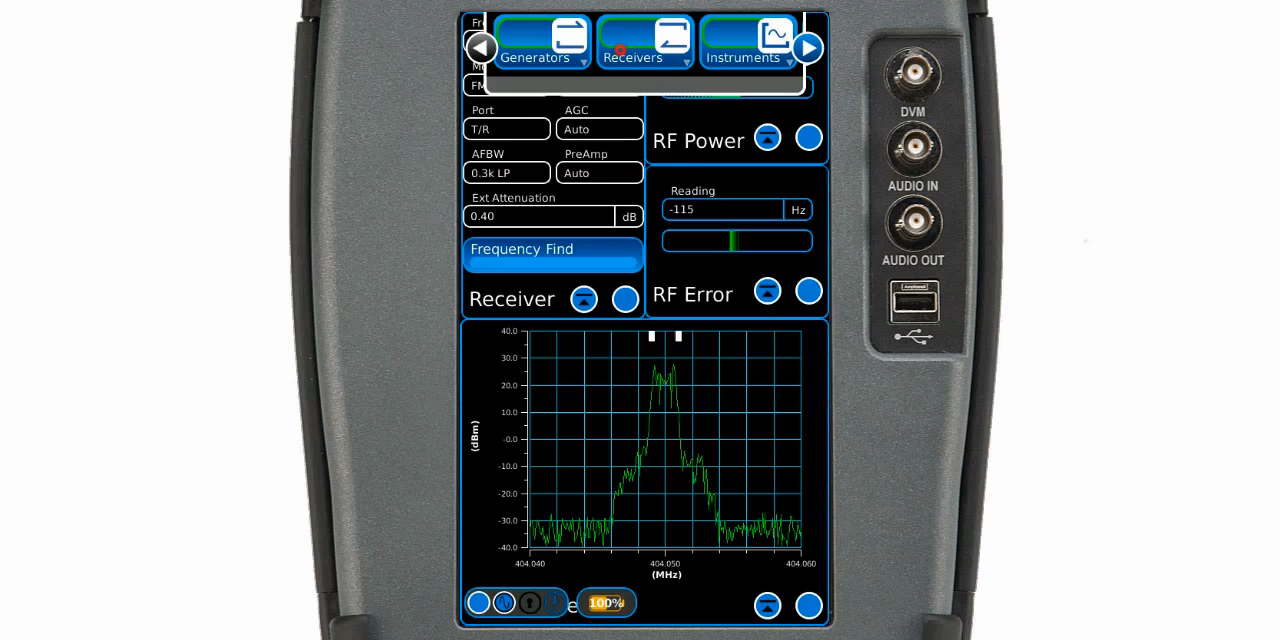 Generators
Receivers
Instruments
Fr
M
FM
Port
AGC
T/R
Auto
AFBW
PreAmp
0.3k LP
Auto
Ext Attenuation
0.40
dB
Frequency Find
Receiver
RF Power
Reading
-115
Hz
RF Error
40.0
30.0
20.0
10.0
-0.0
-10.0
-20.0
-30.0
-40.0
(dBm)
404.040
404.050
404.060
(MHz)
100%
e
DVM
AUDIO IN
AUDIO OUT